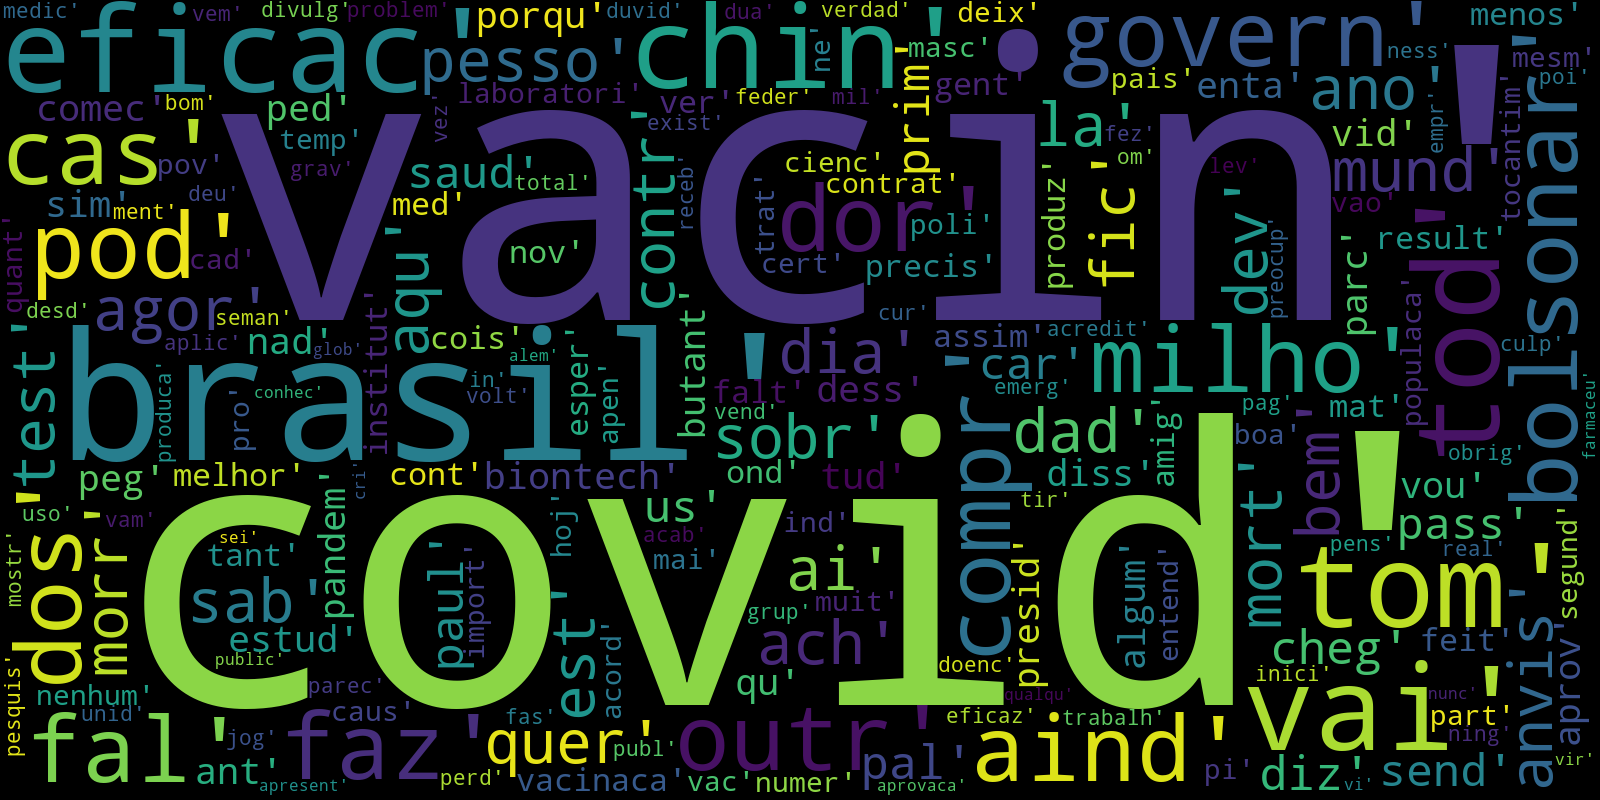 medic'
vem'
divulg'
problem'
porqu'
duvid'
dua'
verdad'
deix'
menos'
eficac'
pesso'
chin'
ne'
masc'
govern'
ness'
mesm'
comec'
bom'
ped'
vez'
laboratori'
ver'
feder'
mil'
prim'
gent'
pais'
enta'
ano'
empr'
poi'
cas'
pov'
temp'
exist'
la'
fez'
vid'
tocantim'
bolsonar'
vacin'
grav'
saud'
total'
contr'
receb'
cienc'
contrat'
om'
lev'
mund'
sim'
ment'
deu'
med'
trat'
dor'
poli'
produz'
fic'
dev'
vao'
quant'
pod'
cad'
aqu'
nov'
cert'
precis'
preocup'
parc'
result'
tod'
desd'
agor'
seman'
cur'
test'
aplic'
nad'
glob'
institut'
cois'
alem'
esper'
butant'
dia'
assim'
acredit'
car'
milho'
populaca'
culp'
brasil'
produca'
pro'
conhec'
in'
volt'
apen'
falt'
vend'
dess'
emerg'
compr'
pag'
mat'
sobr'
dad'
amig'
boa'
bem'
obrig'
farmaceu'
peg'
melhor'
cri'
cont'
biontech'
ond'
tud'
diss'
mort'
vou'
covid'
uso'
vam'
pandem'
hoj'
us'
ind'
tir'
pass'
dos'
morr'
mostr'
sei'
tant'
acab'
mai'
ai'
pens'
real'
segund'
sab'
paul'
import'
grup'
muit'
presid'
algum'
entend'
tom'
estud'
public'
est'
acord'
ach'
doenc'
cheg'
feit'
anvis'
aprov'
pesquis'
nenhum'
parec'
qu'
qualqu'
inici'
vai'
nunc'
unid'
caus'
fas'
eficaz'
trabalh'
part'
fal'
jog'
faz'
quer'
publ'
outr'
aind'
ning'
ant'
apresent'
perd'
vacinaca'
vac'
numer'
pal'
aprovaca'
pi'
diz'
vi'
send'
vir'